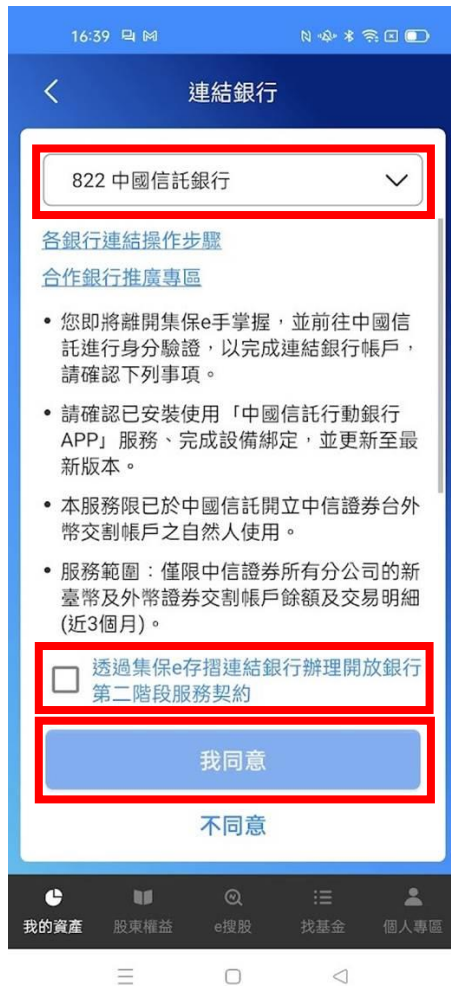 16:39
連結銀行
822 中國信託銀行
各銀行連結操作步驟
合作銀行推廣專區
• 您即將離開集保e手掌握，並前往中國信
託進行身分驗證，以完成連結銀行帳戶，
請確認下列事項。
• 請確認已安裝使用「中國信託行動銀行
APP」服務、完成設備綁定，並更新至最
新版本。
• 本服務限已於中國信託開立中信證券台外
幣交割帳戶之自然人使用。
• 服務範圍：僅限中信證券所有分公司的新
臺幣及外幣證券交割帳戶餘額及交易明細
(近3個月)。
透過集保e存摺連結銀行辦理開放銀行
第二階段服務契約
我同意
不同意
我的資產 股東權益 e搜股 找基金 個人專區